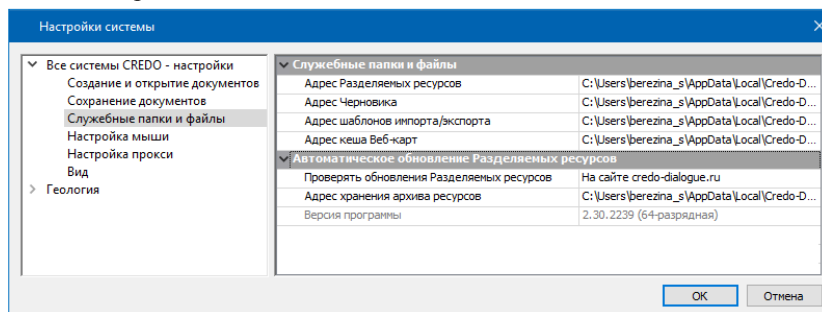 Настройки системы
Все системы CREDO - настройки
Создание и открытие документов
Сохранение документов
Служебные папки и файлы
Настройка мыши
Настройка прокси
Вид
Геология
Служебные папки и файлы
Адрес Разделяемых ресурсов C:\Users\berezina_s\AppData\Local\Credo-D...
Адрес Черновика C:\Users\berezina_s\AppData\Local\Credo-D...
Адрес шаблонов импорта/экспорта C:\Users\berezina_s\AppData\Local\Credo-D...
Адрес кеша Веб-карт C:\Users\berezina_s\AppData\Local\Credo-D...
Автоматическое обновление Разделяемых ресурсов
Проверять обновления Разделяемых ресурсов На сайте credo-dialogue.ru
Адрес хранения архива ресурсов C:\Users\berezina_s\AppData\Local\Credo-D...
Версия программы 2.30.2239 (64-разрядная)
ОК Отмена